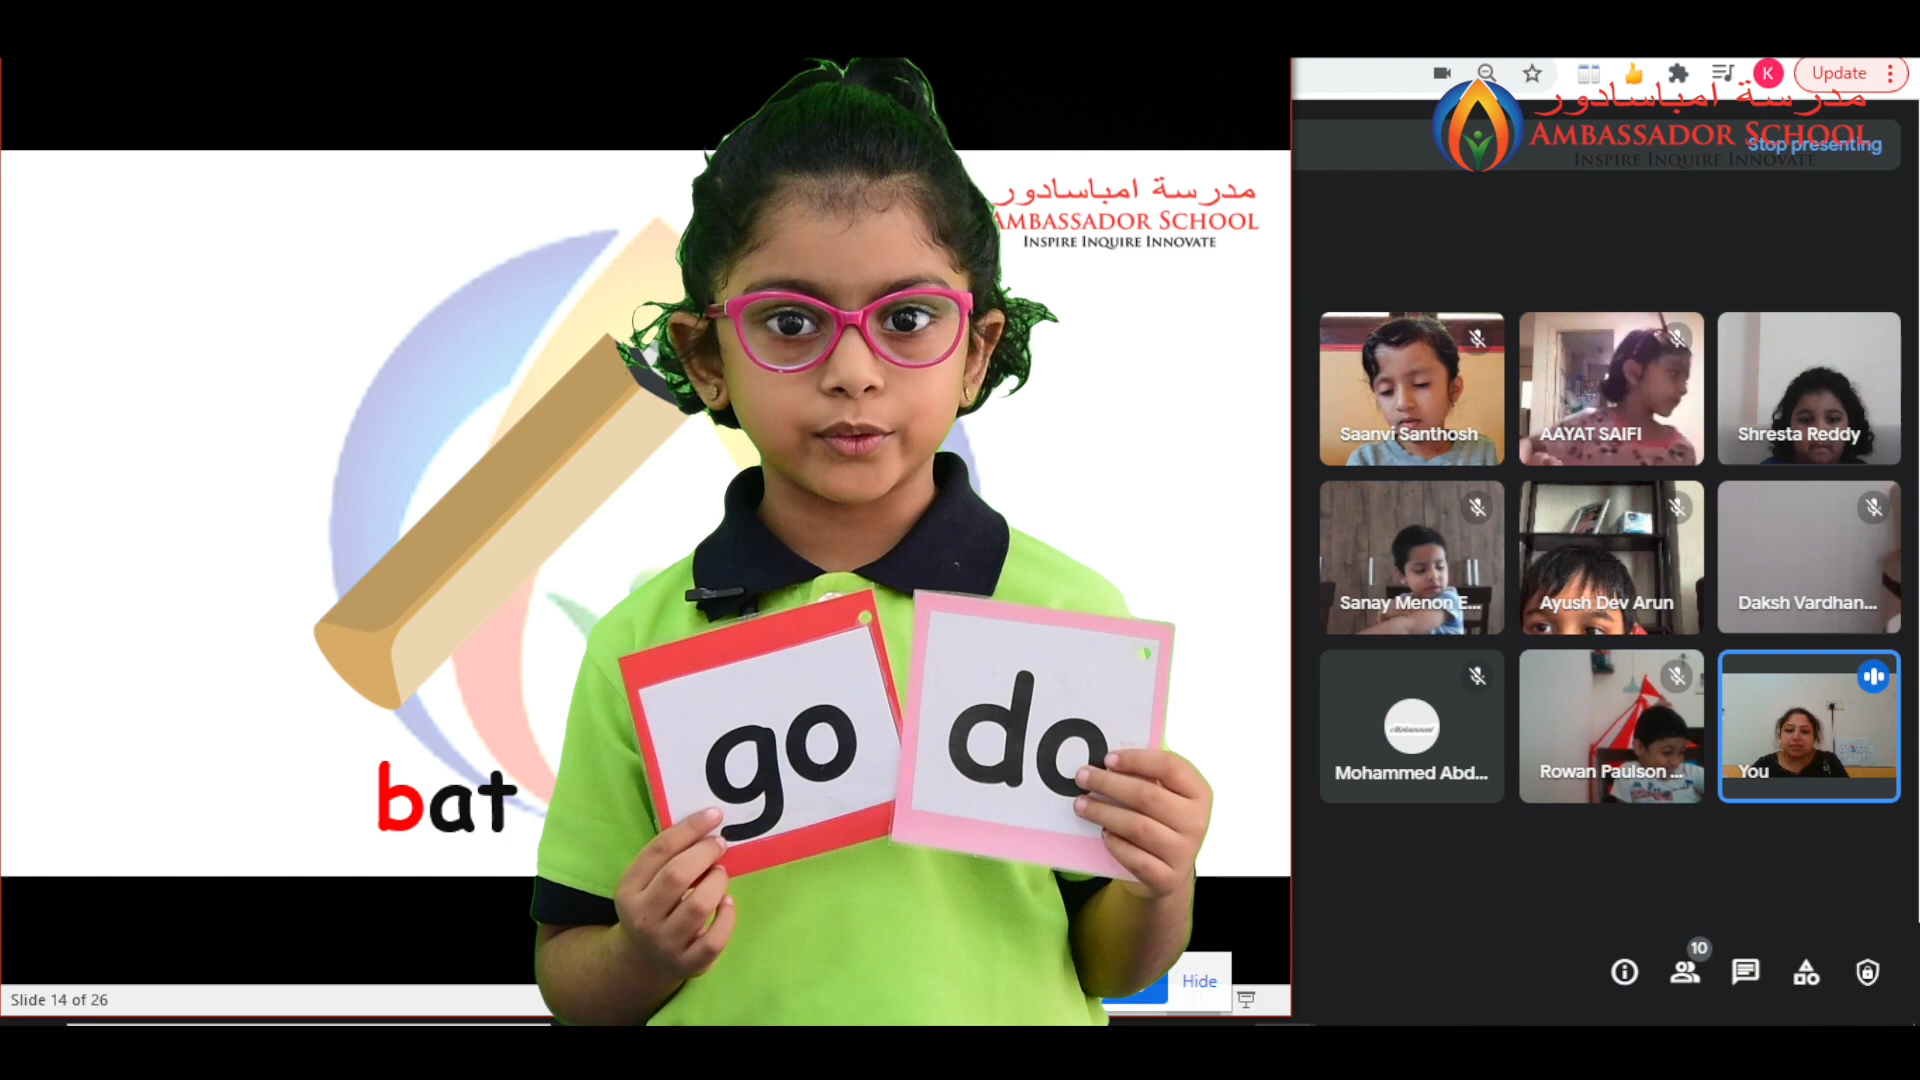 K
Update
مدرسة امباسادور
AMBASSADOR SCHOOL
INSPIRE INQUIRE INNOVATE
Stop presenting
مدرسة امباسادور
AMBASSADOR SCHOOL
INSPIRE INQUIRE INNOVATE
go
do
bat
Saanvi Santhosh
AAYAT SAIFI
Shresta Reddy
Sanay Menon E...
Ayush Dev Arun
Daksh Vardhan...
Mohammed Abd...
Rowan Paulson ...
You
10
Hide
Slide 14 of 26